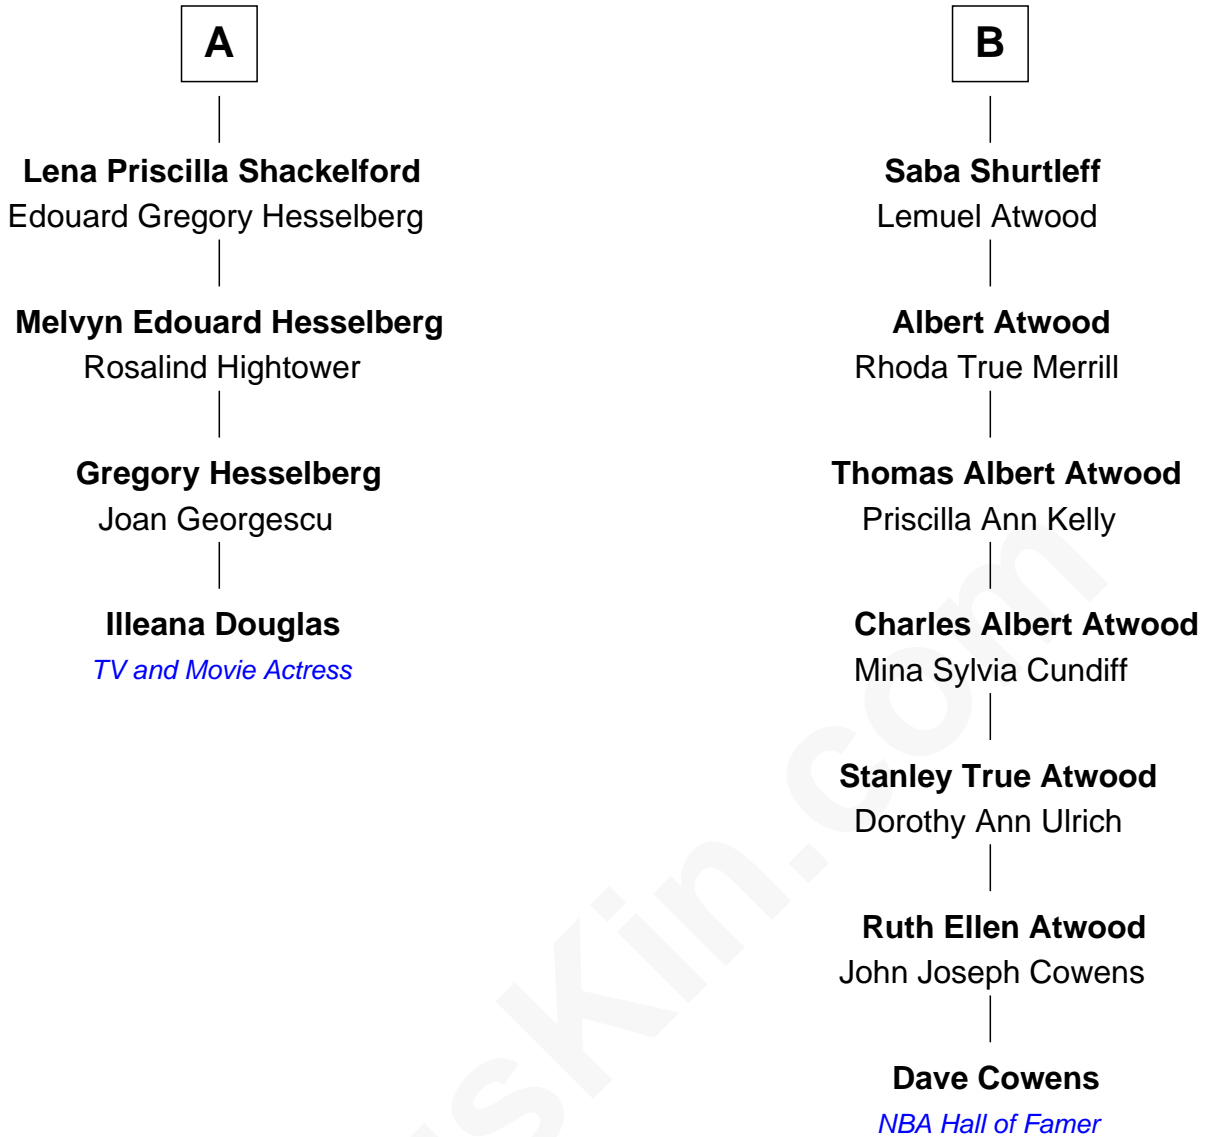 A
Lena Priscilla Shackelford
Edouard Gregory Hesselberg
Melvyn Edouard Hesselberg
Rosalind Hightower
Gregory Hesselberg
Joan Georgescu
Illeana Douglas
TV and Movie Actress
B
Saba Shurtleff
Lemuel Atwood
Albert Atwood
Rhoda True Merrill
Thomas Albert Atwood
Priscilla Ann Kelly
Charles Albert Atwood
Mina Sylvia Cundiff
Stanley True Atwood
Dorothy Ann Ulrich
Ruth Ellen Atwood
John Joseph Cowens
Dave Cowens
NBA Hall of Famer
usKin.com